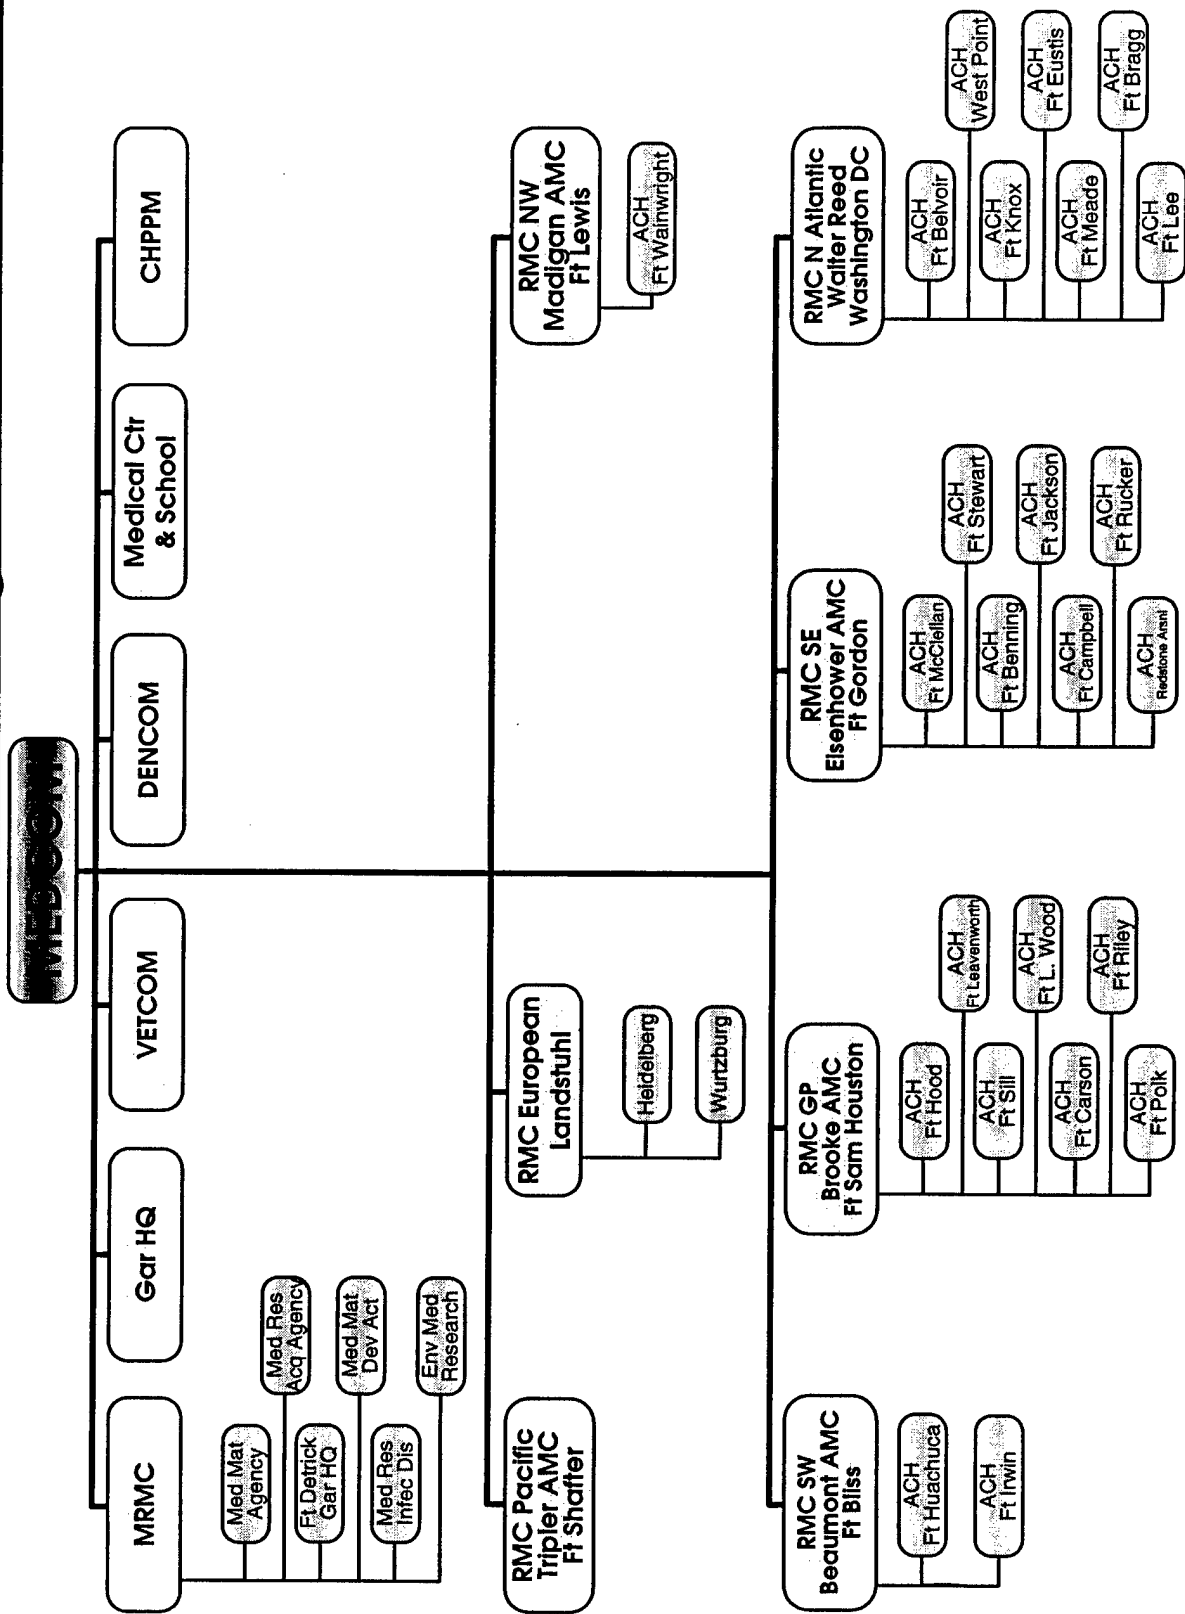 MEDCOM
MRMC
Gar HQ
VETCOM
DENCOM
Medical Ctr
& School
CHPPM
Med Mat
Agency
Med Res
Acq Agency
Ft Detrick
Gar HQ
Med Mat
Dev Act
Med Res
Infec Dis
Env Med
Research
RMC Pacific
Tripler AMC
Ft Shafter
RMC European
Landstuhl
Heidelberg
Wurtzburg
RMC NW
Madigan AMC
Ft Lewis
ACH
Ft Wainwright
RMC SW
Beaumont AMC
Ft Bliss
ACH
Ft Huachuca
ACH
Ft Irwin
RMC GP
Brooke AMC
Ft Sam Houston
ACH
Ft Hood
ACH
Ft Leavenworth
ACH
Ft Sill
ACH
Ft L. Wood
ACH
Ft Carson
ACH
Ft Riley
ACH
Ft Polk
RMC SE
Eisenhower AMC
Ft Gordon
ACH
Ft McClellan
ACH
Ft Stewart
ACH
Ft Benning
ACH
Ft Jackson
ACH
Ft Campbell
ACH
Ft Rucker
ACH
Redstone Arsnl
RMC N Atlantic
Walter Reed
Washington DC
ACH
Ft Belvoir
ACH
West Point
ACH
Ft Knox
ACH
Ft Eustis
ACH
Ft Meade
ACH
Ft Bragg
ACH
Ft Lee